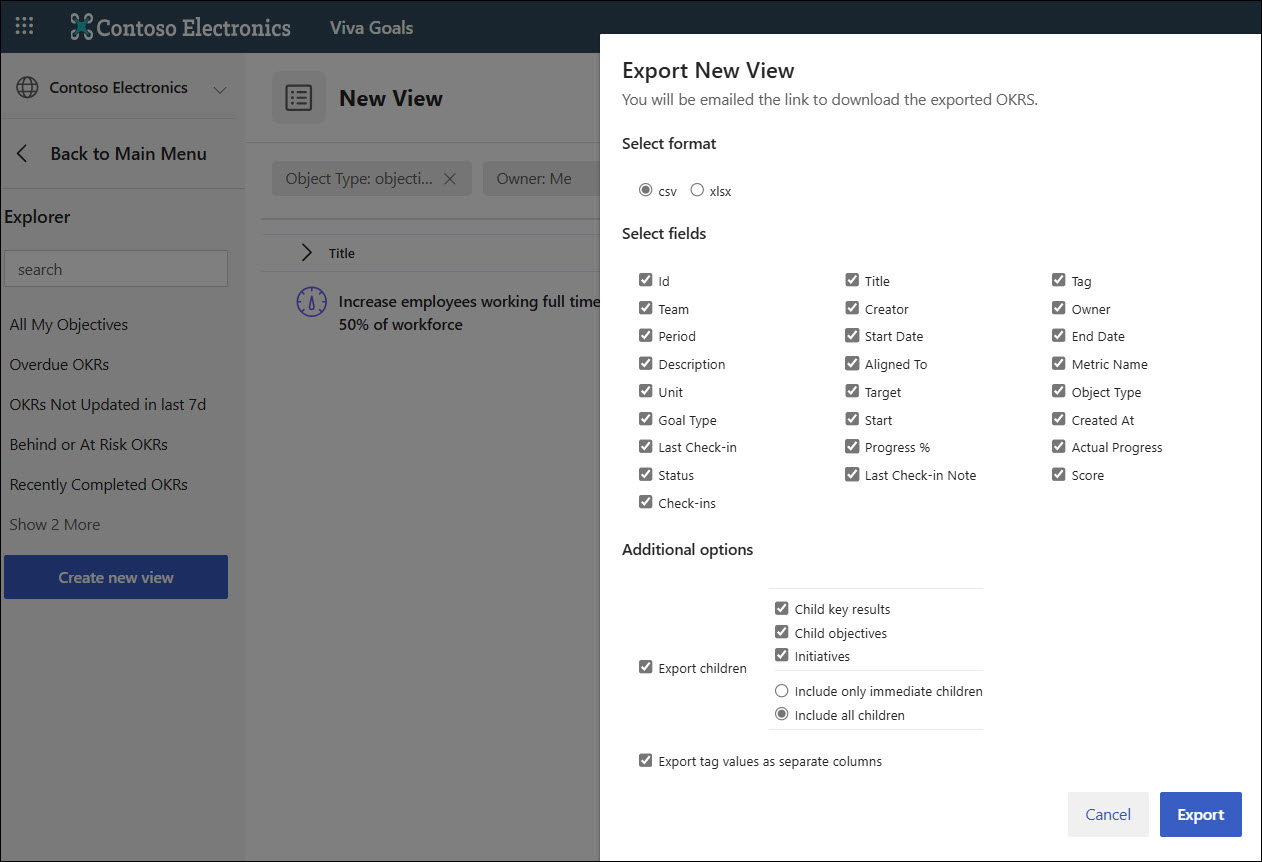 Contoso Electronics
Viva Goals
Contoso Electronics
Back to Main Menu
Explorer
search
All My Objectives
Overdue OKRs
OKRs Not Updated in last 7d
Behind or At Risk OKRs
Recently Completed OKRs
Show 2 More
Create new view
New View
Object Type: objecti...
Owner: Me
Title
Increase employees working full time
50% of workforce
Export New View
You will be emailed the link to download the exported OKRS.
Select format
csv xlsx
Select fields
Id Title Tag
Team Creator Owner
Period Start Date End Date
Description Aligned To Metric Name
Unit Target Object Type
Goal Type Start Created At
Last Check-in Progress % Actual Progress
Status Last Check-in Note Score
Check-ins
Additional options
Export children
Child key results
Child objectives
Initiatives
Include only immediate children
Include all children
Export tag values as separate columns
Cancel
Export